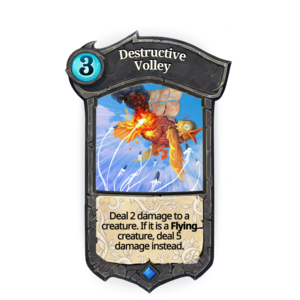 Destructive
Volley
3
Deal 2 damage to a
creature. If it is a Flying
creature, deal 5
damage instead.